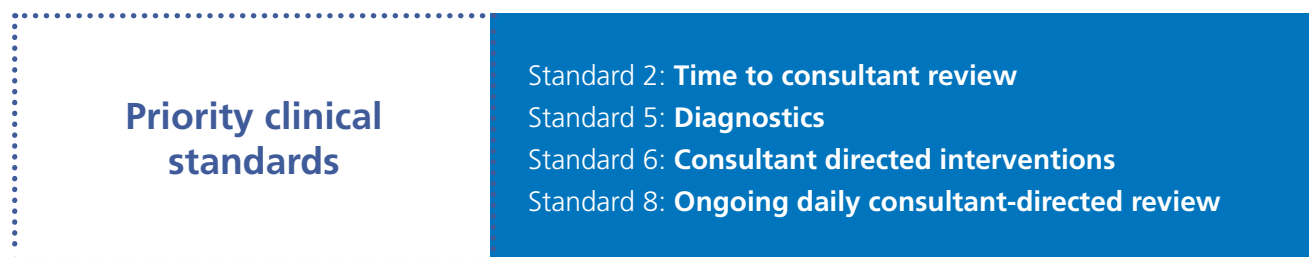 Priority clinical
standards
Standard 2: Time to consultant review
Standard 5: Diagnostics
Standard 6: Consultant directed interventions
Standard 8: Ongoing daily consultant-directed review